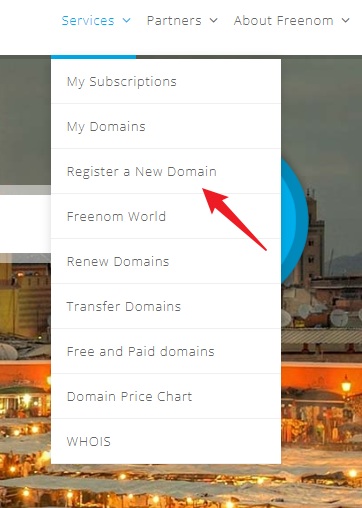 Services Partners About Freenom
My Subscriptions
My Domains
Register a New Domain
Freenom World
Renew Domains
Transfer Domains
Free and Paid domains
Domain Price Chart
WHOIS